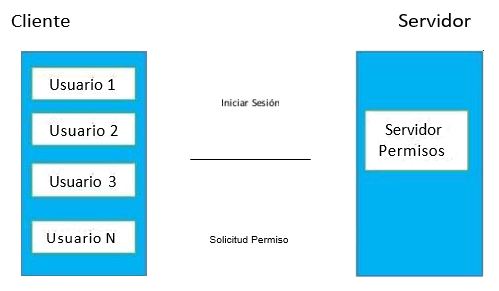 Cliente
Servidor
Usuario 1
Usuario 2
Usuario 3
Usuario N
Iniciar Sesión
Solicitud Permiso
Servidor
Permisos